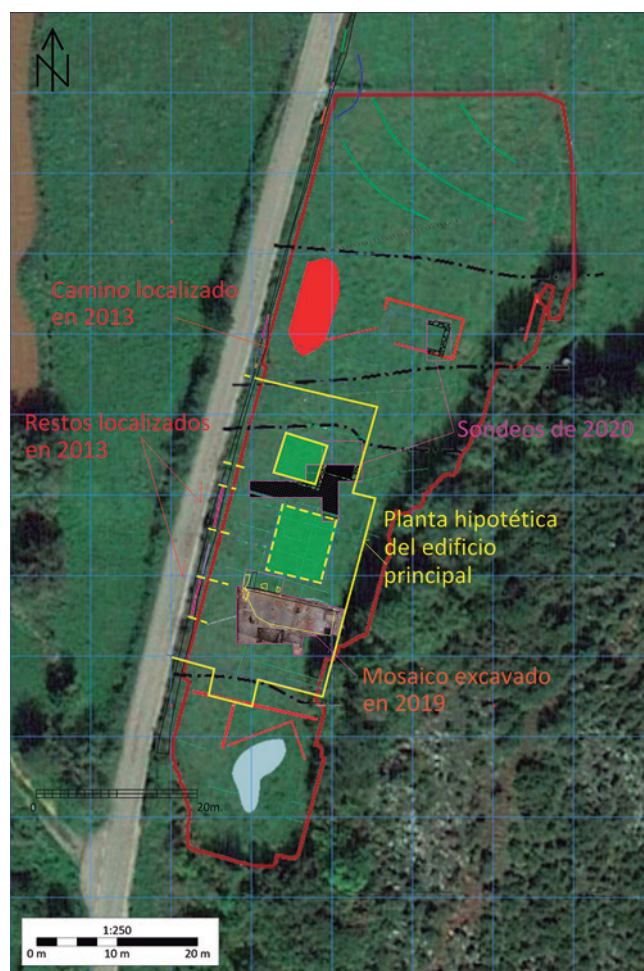 N
Camino localizado
en 2013
Restos localizados
en 2013
Sondeos de 2020
Planta hipotética
del edificio
principal
Mosaico excavado
en 2019
0 20m.
1:250
0 m 10 m 20 m